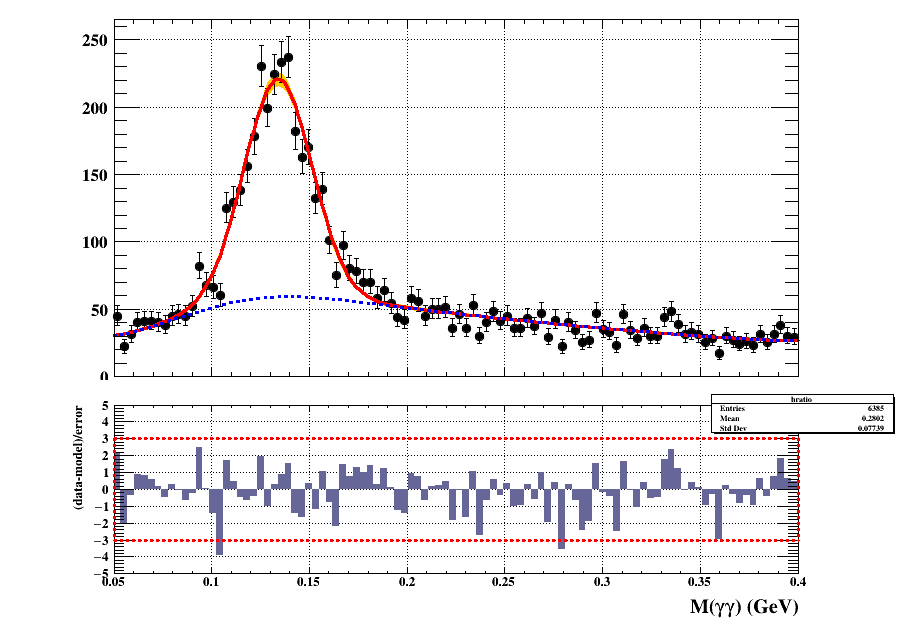 250
200
150
100
50
0
hratio
Entries 6385
Mean 0.2802
Std Dev 0.07739
(data-model)/error
5
4
3
2
1
0
−1
−2
−3
−4
−5
0.05 0.1 0.15 0.2 0.25 0.3 0.35 0.4
M(γγ) (GeV)